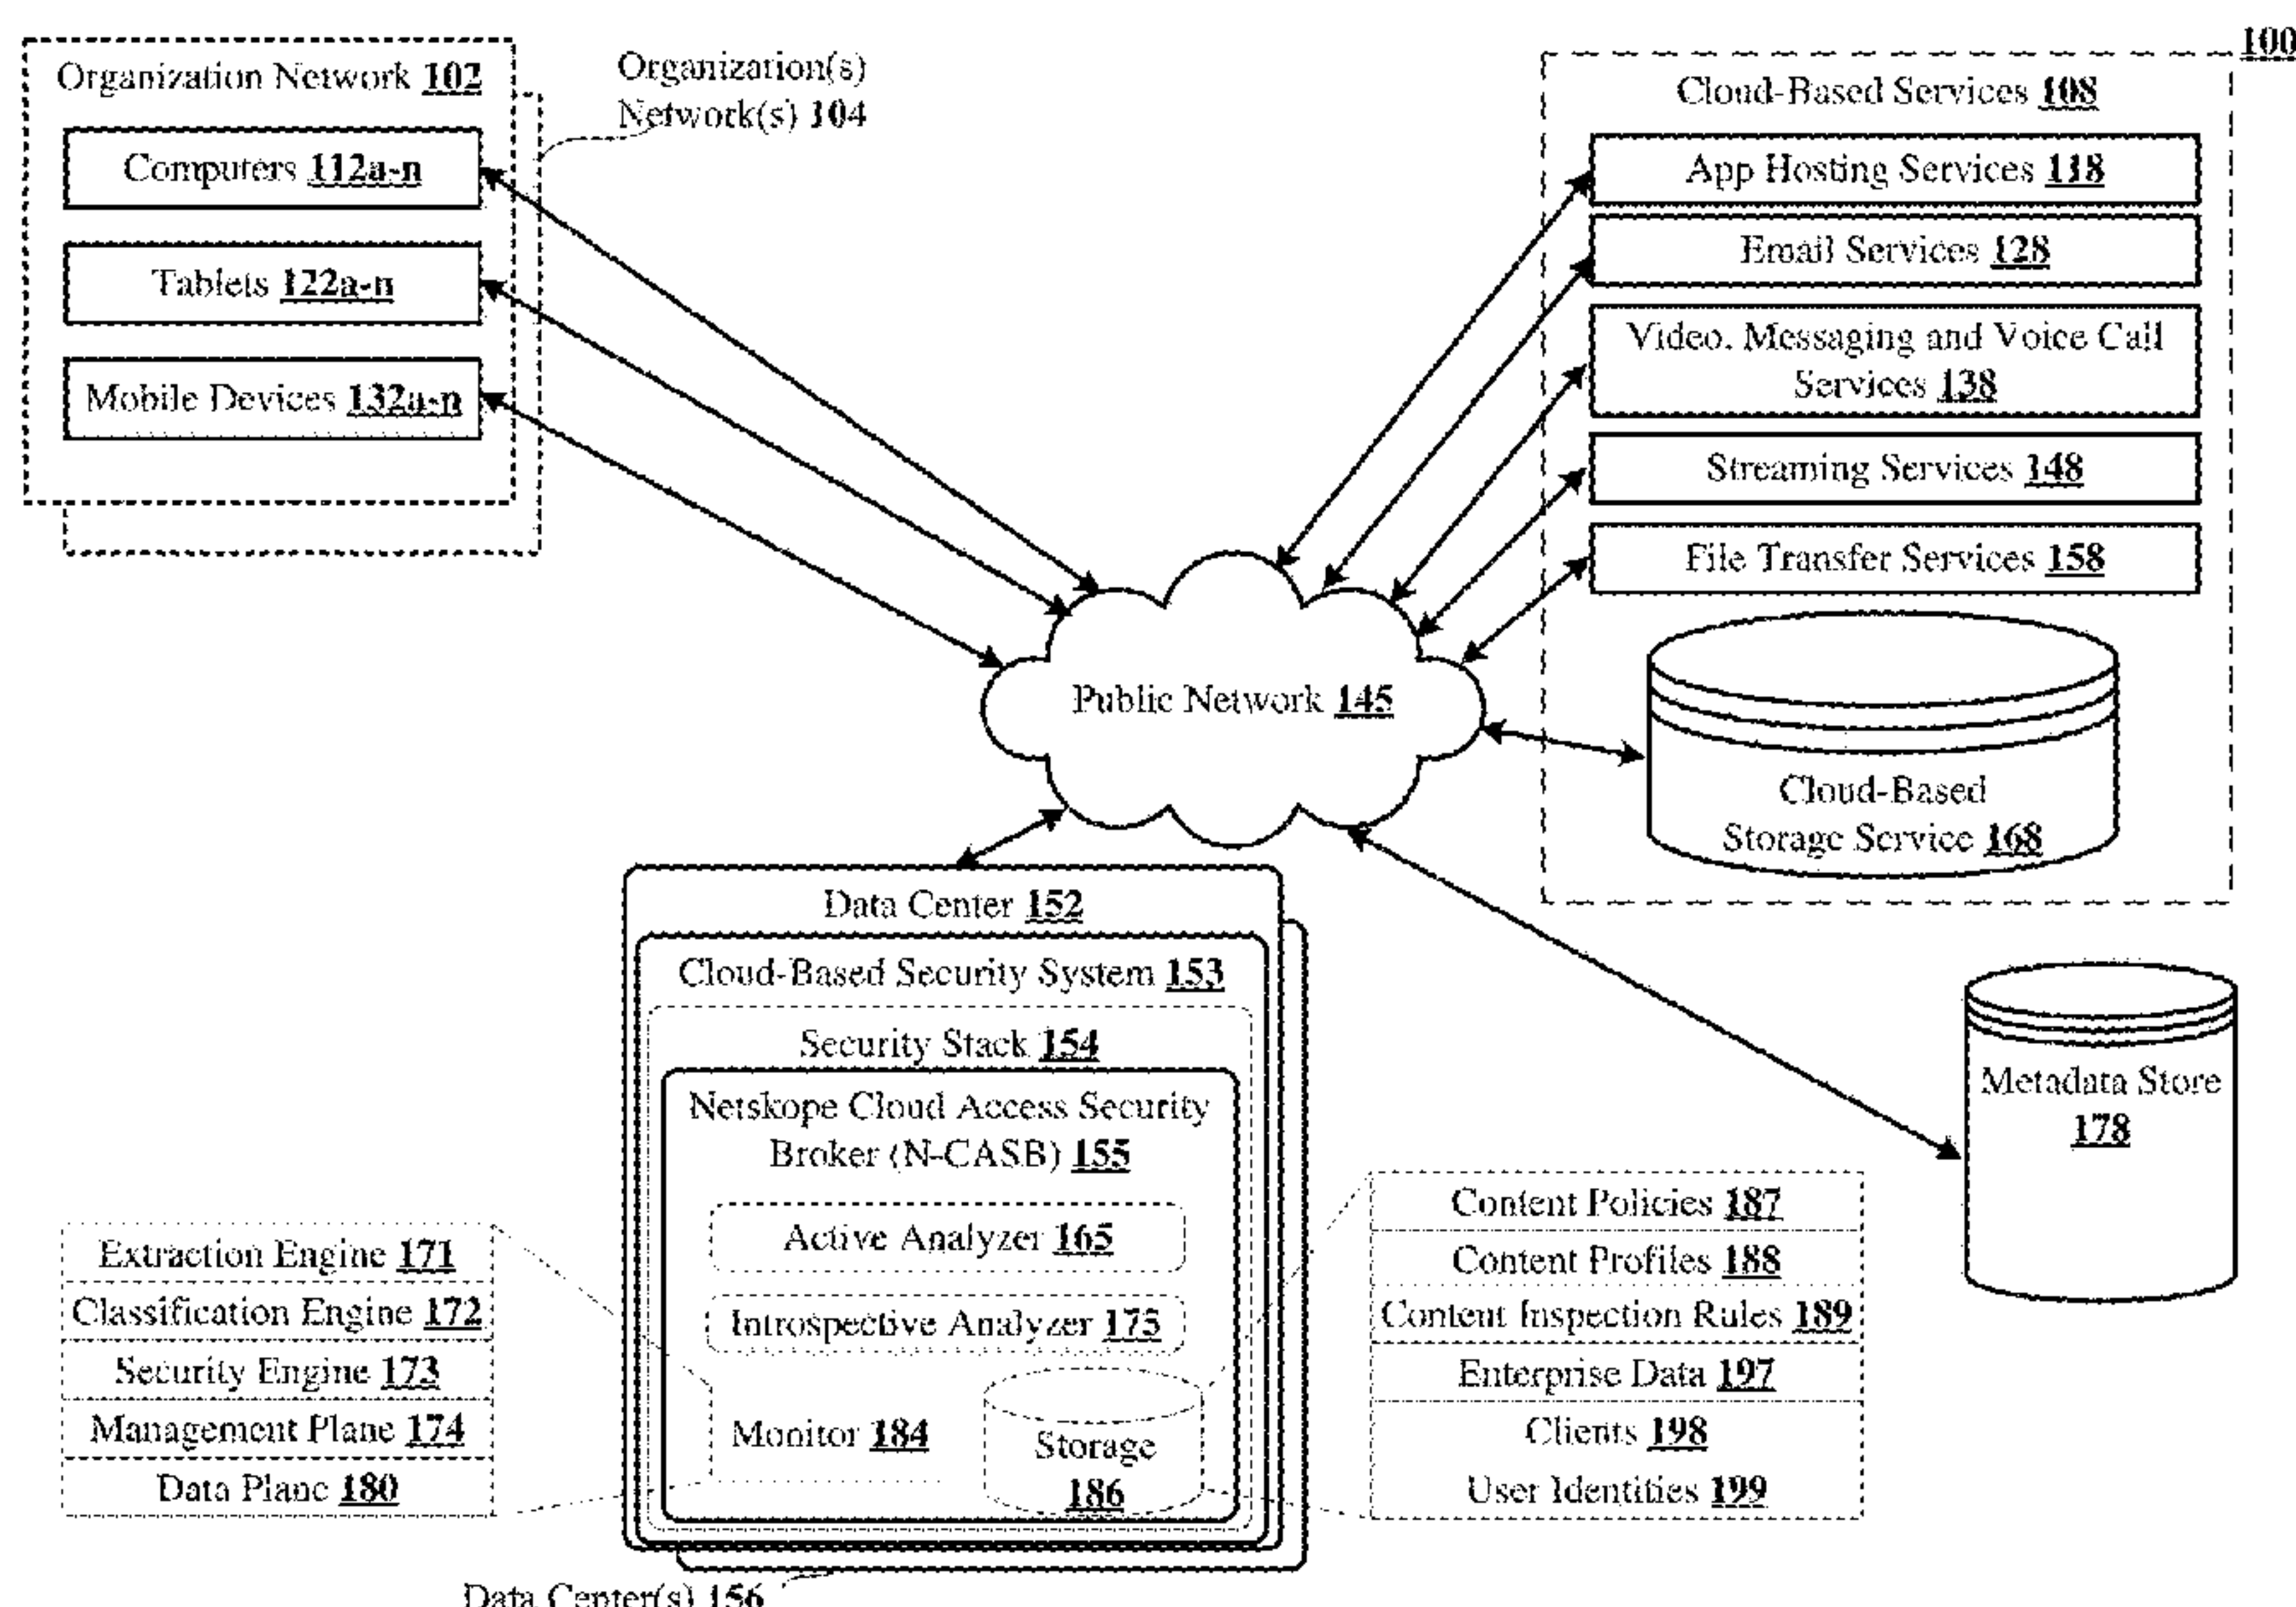 100
Organization Network 102
Computers 112a-n
Tablets 122a-n
Mobile Devices 132a-n
Organization(s)
Network(s) 104
Cloud-Based Services 108
App Hosting Services 118
Email Services 128
Video, Messaging and Voice Call
Services 138
Streaming Services 148
File Transfer Services 158
Cloud-Based
Storage Service 168
Public Network 145
Metadata Store
178
Data Center 152
Cloud-Based Security System 153
Security Stack 154
Netskope Cloud Access Security
Broker (N-CASB) 155
Active Analyzer 165
Introspective Analyzer 175
Monitor 184
Storage
186
Extraction Engine 171
Classification Engine 172
Security Engine 173
Management Plane 174
Data Plane 180
Content Policies 187
Content Profiles 188
Content Inspection Rules 189
Enterprise Data 197
Clients 198
User Identities 199
Data Center(s) 156